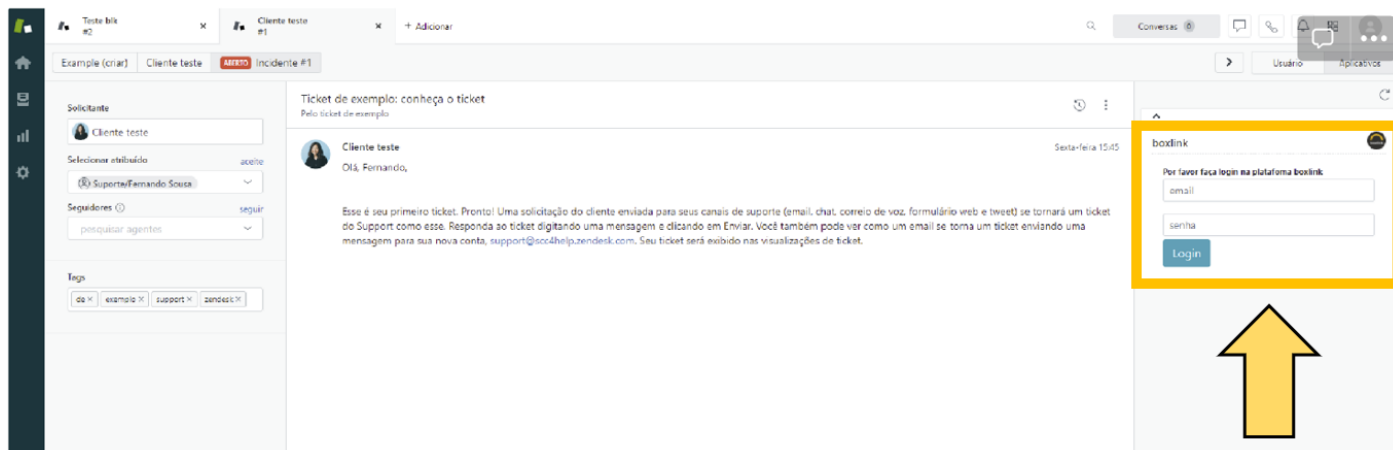 Teste blk
#2
Cliente teste
#1
+ Adicionar
Conversas 0
Example (criar)
Cliente teste
ABERTO Incidente #1
Usuário
Aplicativos
Solicitante
Cliente teste
Selecionar atribuído
aceite
Suporte/Fernando Sousa
Seguidores
seguir
pesquisar agentes
Tags
de × exemplo × support × zendesk ×
Ticket de exemplo: conheça o ticket
Pelo ticket de exemplo
Cliente teste
Sexta-feira 15:45
Olá, Fernando,
Esse é seu primeiro ticket. Pronto! Uma solicitação do cliente enviada para seus canais de suporte (email, chat, correio de voz, formulário web e tweet) se tornará um ticket
do Support como esse. Responda ao ticket digitando uma mensagem e clicando em Enviar. Você também pode ver como um email se torna um ticket enviando uma
mensagem para sua nova conta, support@scc4help.zendesk.com. Seu ticket será exibido nas visualizações de ticket.
boxlink
Por favor faça login na plataforma boxlink
email
senha
Login